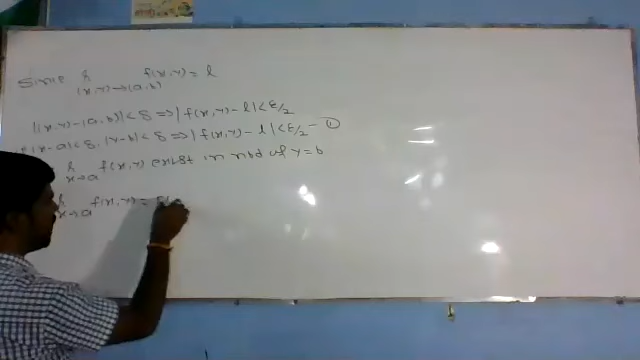 Since lt f(x,y) = l
(x,y)→(a,b)
|(x,y)-(a,b)| < δ ⇒ |f(x,y) - l| < ε/2
|x-a| < δ, |y-b| < δ ⇒ |f(x,y) - l| < ε/2 - ①
lt f(x,y) exist in nbd of y=b
x→a
lt f(x,y) =
x→a